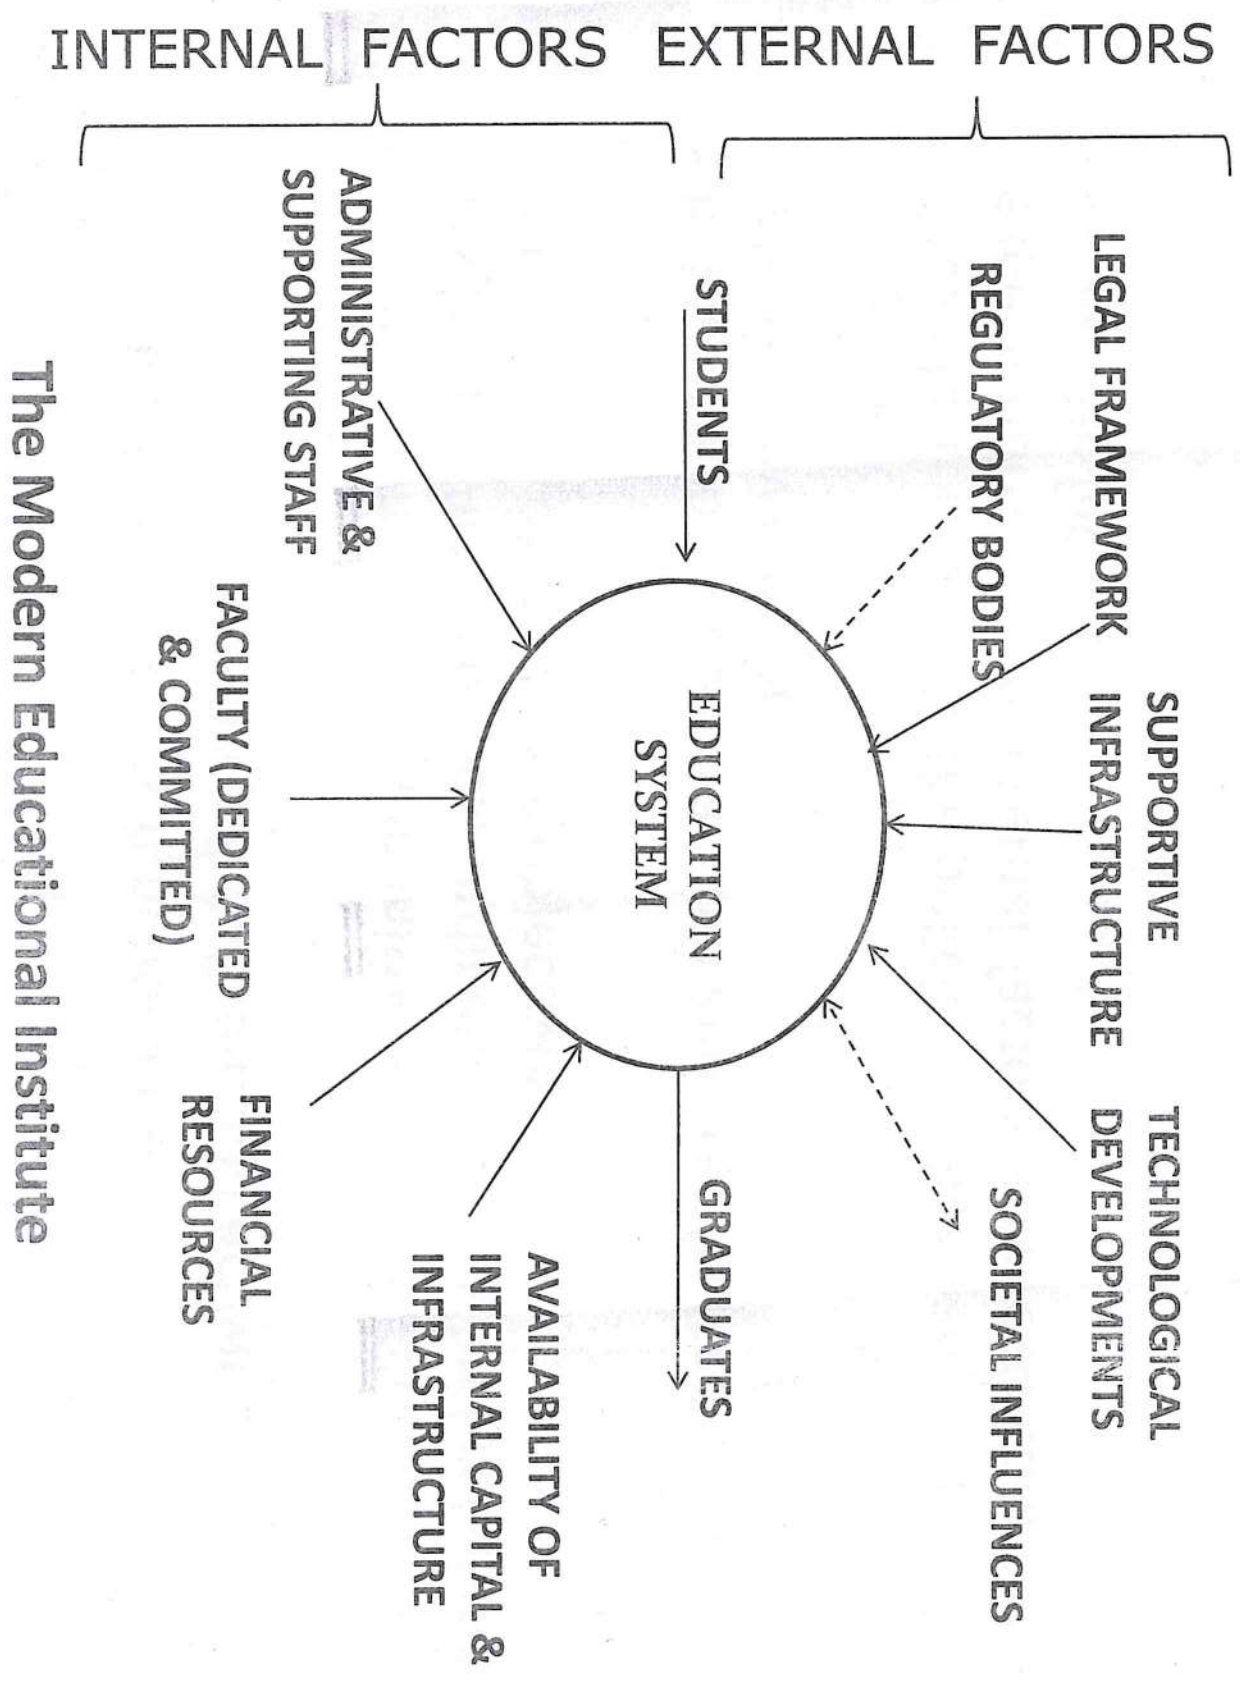 EXTERNAL FACTORS
INTERNAL FACTORS
LEGAL FRAMEWORK
REGULATORY BODIES
SUPPORTIVE
INFRASTRUCTURE
TECHNOLOGICAL
DEVELOPMENTS
SOCIETAL INFLUENCES
STUDENTS
EDUCATION
SYSTEM
GRADUATES
ADMINISTRATIVE &
SUPPORTING STAFF
FACULTY (DEDICATED
& COMMITTED)
FINANCIAL
RESOURCES
AVAILABILITY OF
INTERNAL CAPITAL &
INFRASTRUCTURE
The Modern Educational Institute